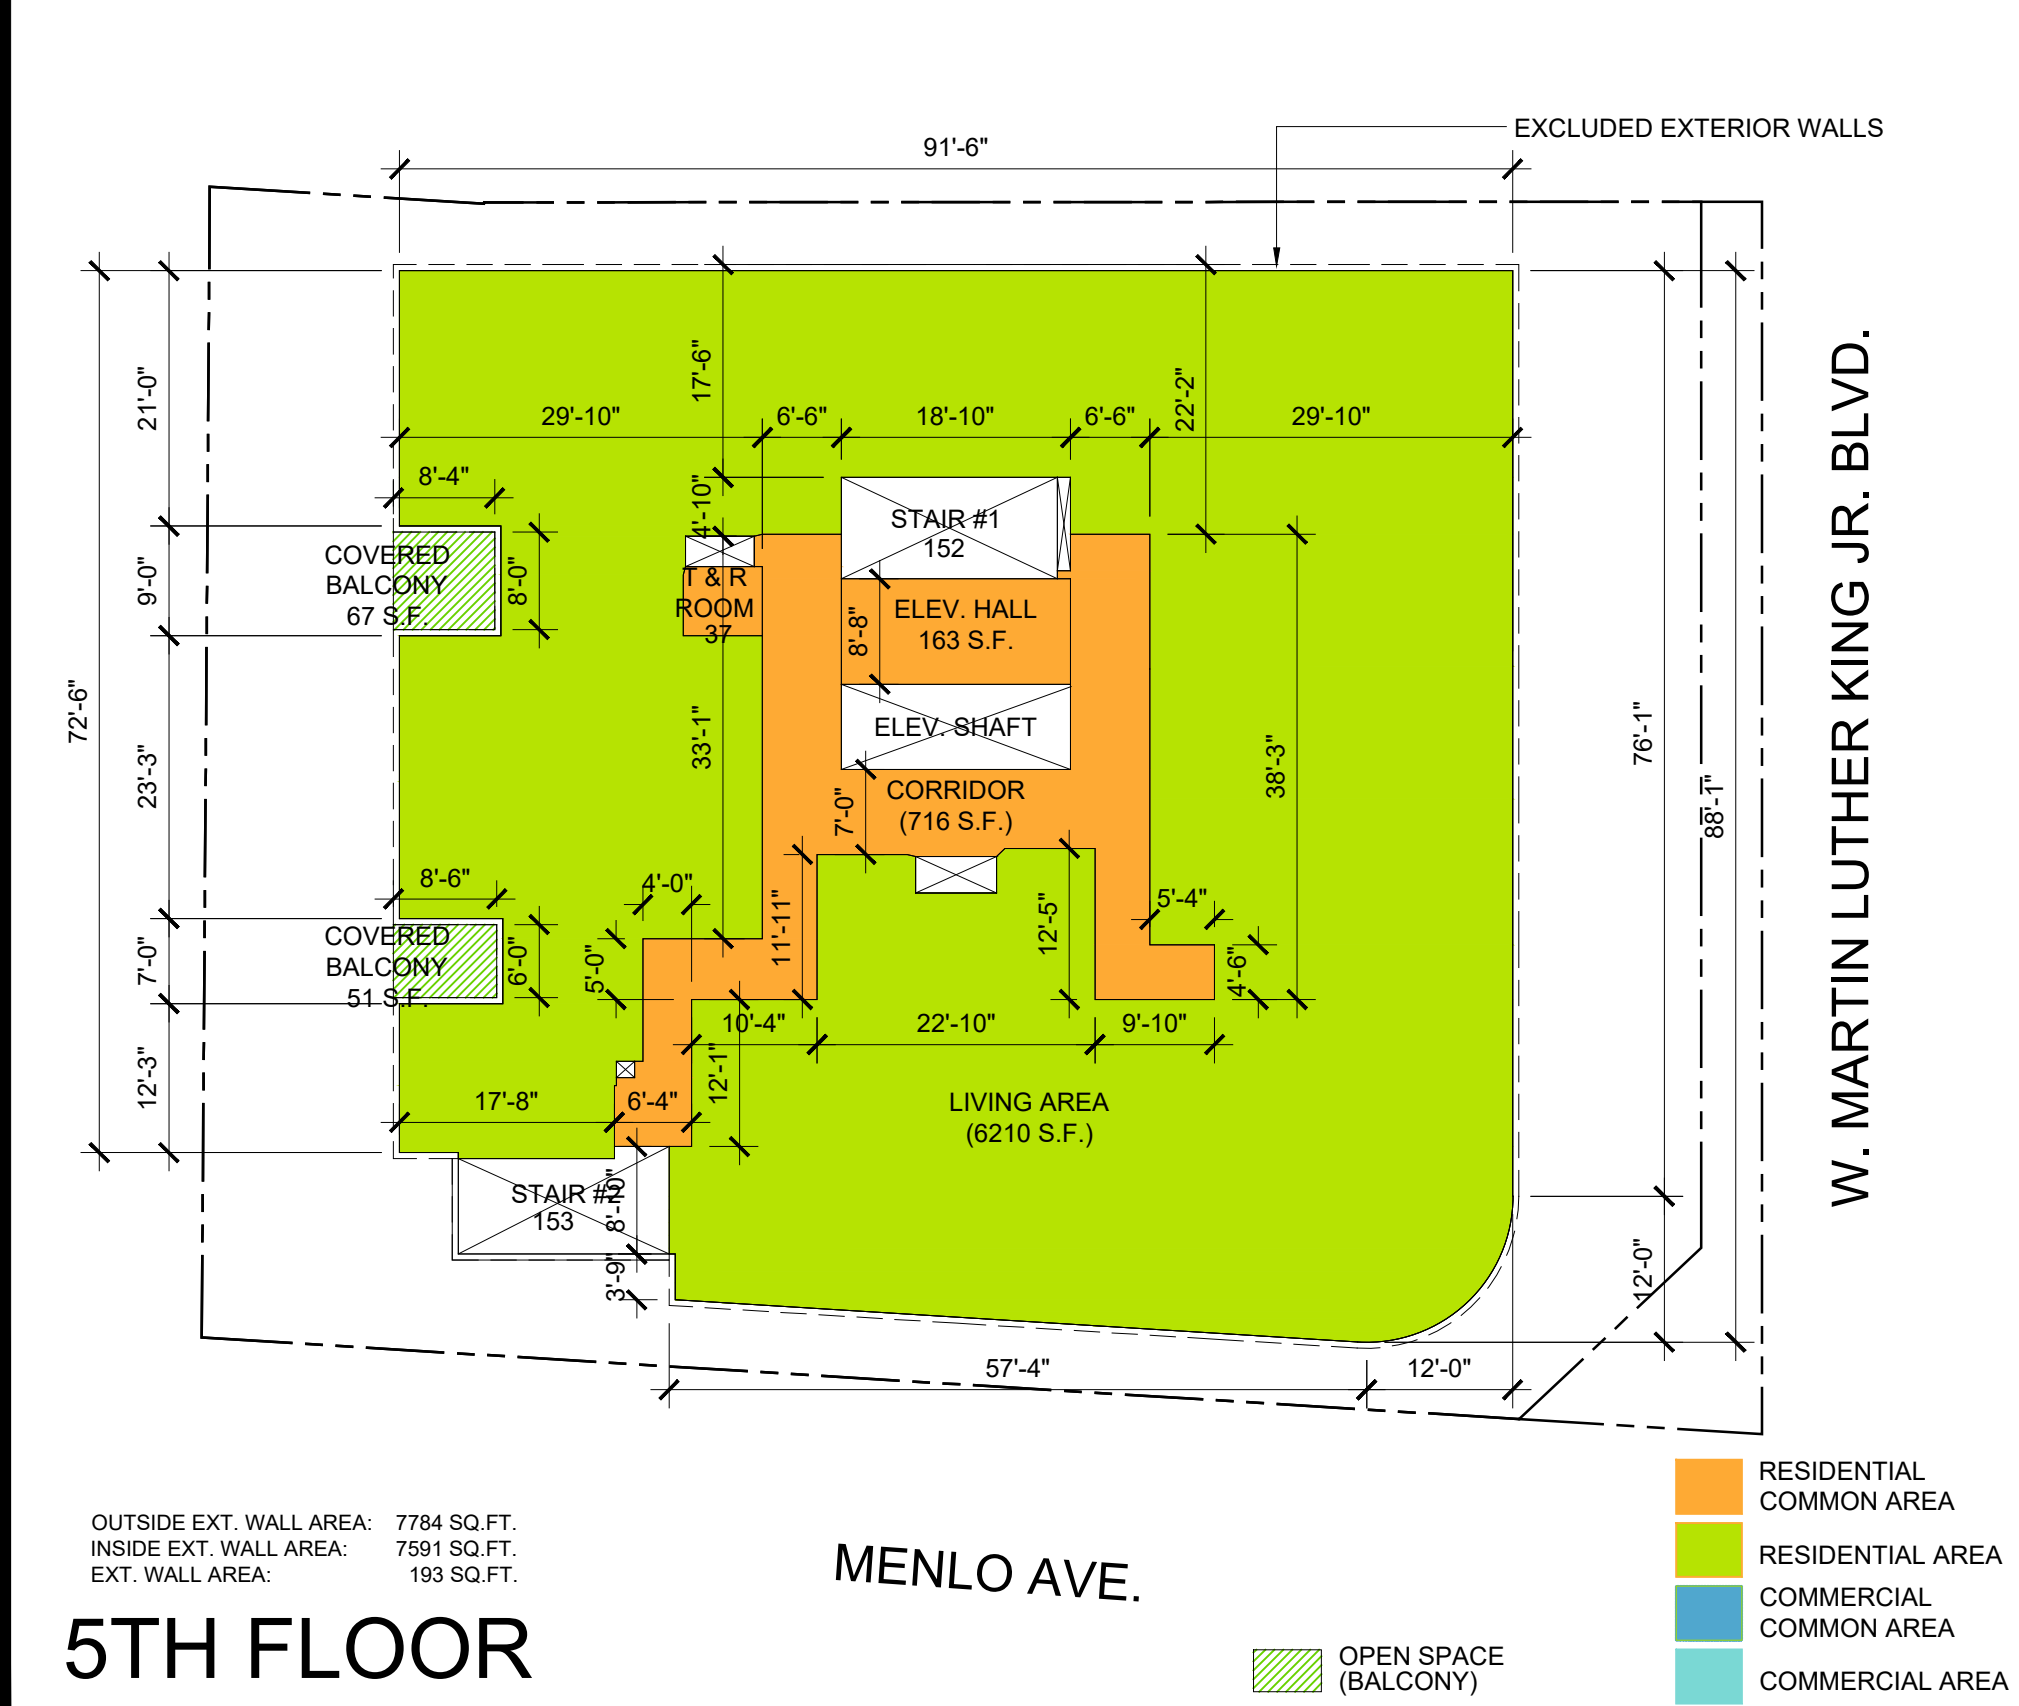 EXCLUDED EXTERIOR WALLS
91'-6"
21'-0"
17'-6"
22'-2"
29'-10"
6'-6"
18'-10"
6'-6"
29'-10"
8'-4"
4'-10"
STAIR #1
152
COVERED
BALCONY
67 S.F.
9'-0"
8'-0"
T & R
ROOM
37
ELEV. HALL
163 S.F.
8'-8"
72'-6"
23'-3"
33'-1"
ELEV. SHAFT
38'-3"
76'-1"
88'-1"
W. MARTIN LUTHER KING JR. BLVD.
CORRIDOR
(716 S.F.)
7'-0"
8'-6"
4'-0"
11'-11"
12'-5"
5'-4"
COVERED
BALCONY
51 S.F.
7'-0"
6'-0"
5'-0"
4'-6"
10'-4"
22'-10"
9'-10"
12'-3"
12'-1"
17'-8"
6'-4"
LIVING AREA
(6210 S.F.)
STAIR #2
153
8'-0"
3'-9"
12'-0"
57'-4"
12'-0"
OUTSIDE EXT. WALL AREA: 7784 SQ.FT.
INSIDE EXT. WALL AREA: 7591 SQ.FT.
EXT. WALL AREA: 193 SQ.FT.
5TH FLOOR
MENLO AVE.
OPEN SPACE
(BALCONY)
RESIDENTIAL
COMMON AREA
RESIDENTIAL AREA
COMMERCIAL
COMMON AREA
COMMERCIAL AREA